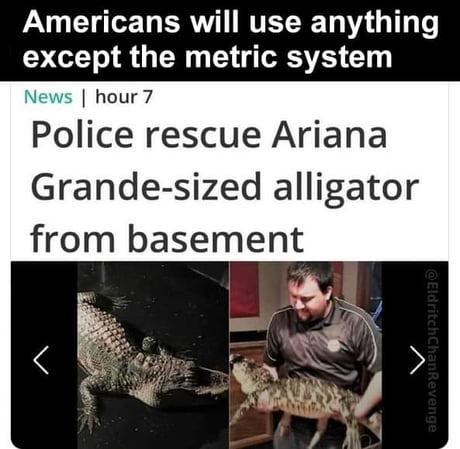 Americans will use anything
except the metric system
News | hour 7
Police rescue Ariana
Grande-sized alligator
from basement
@EldritchChanRevenge